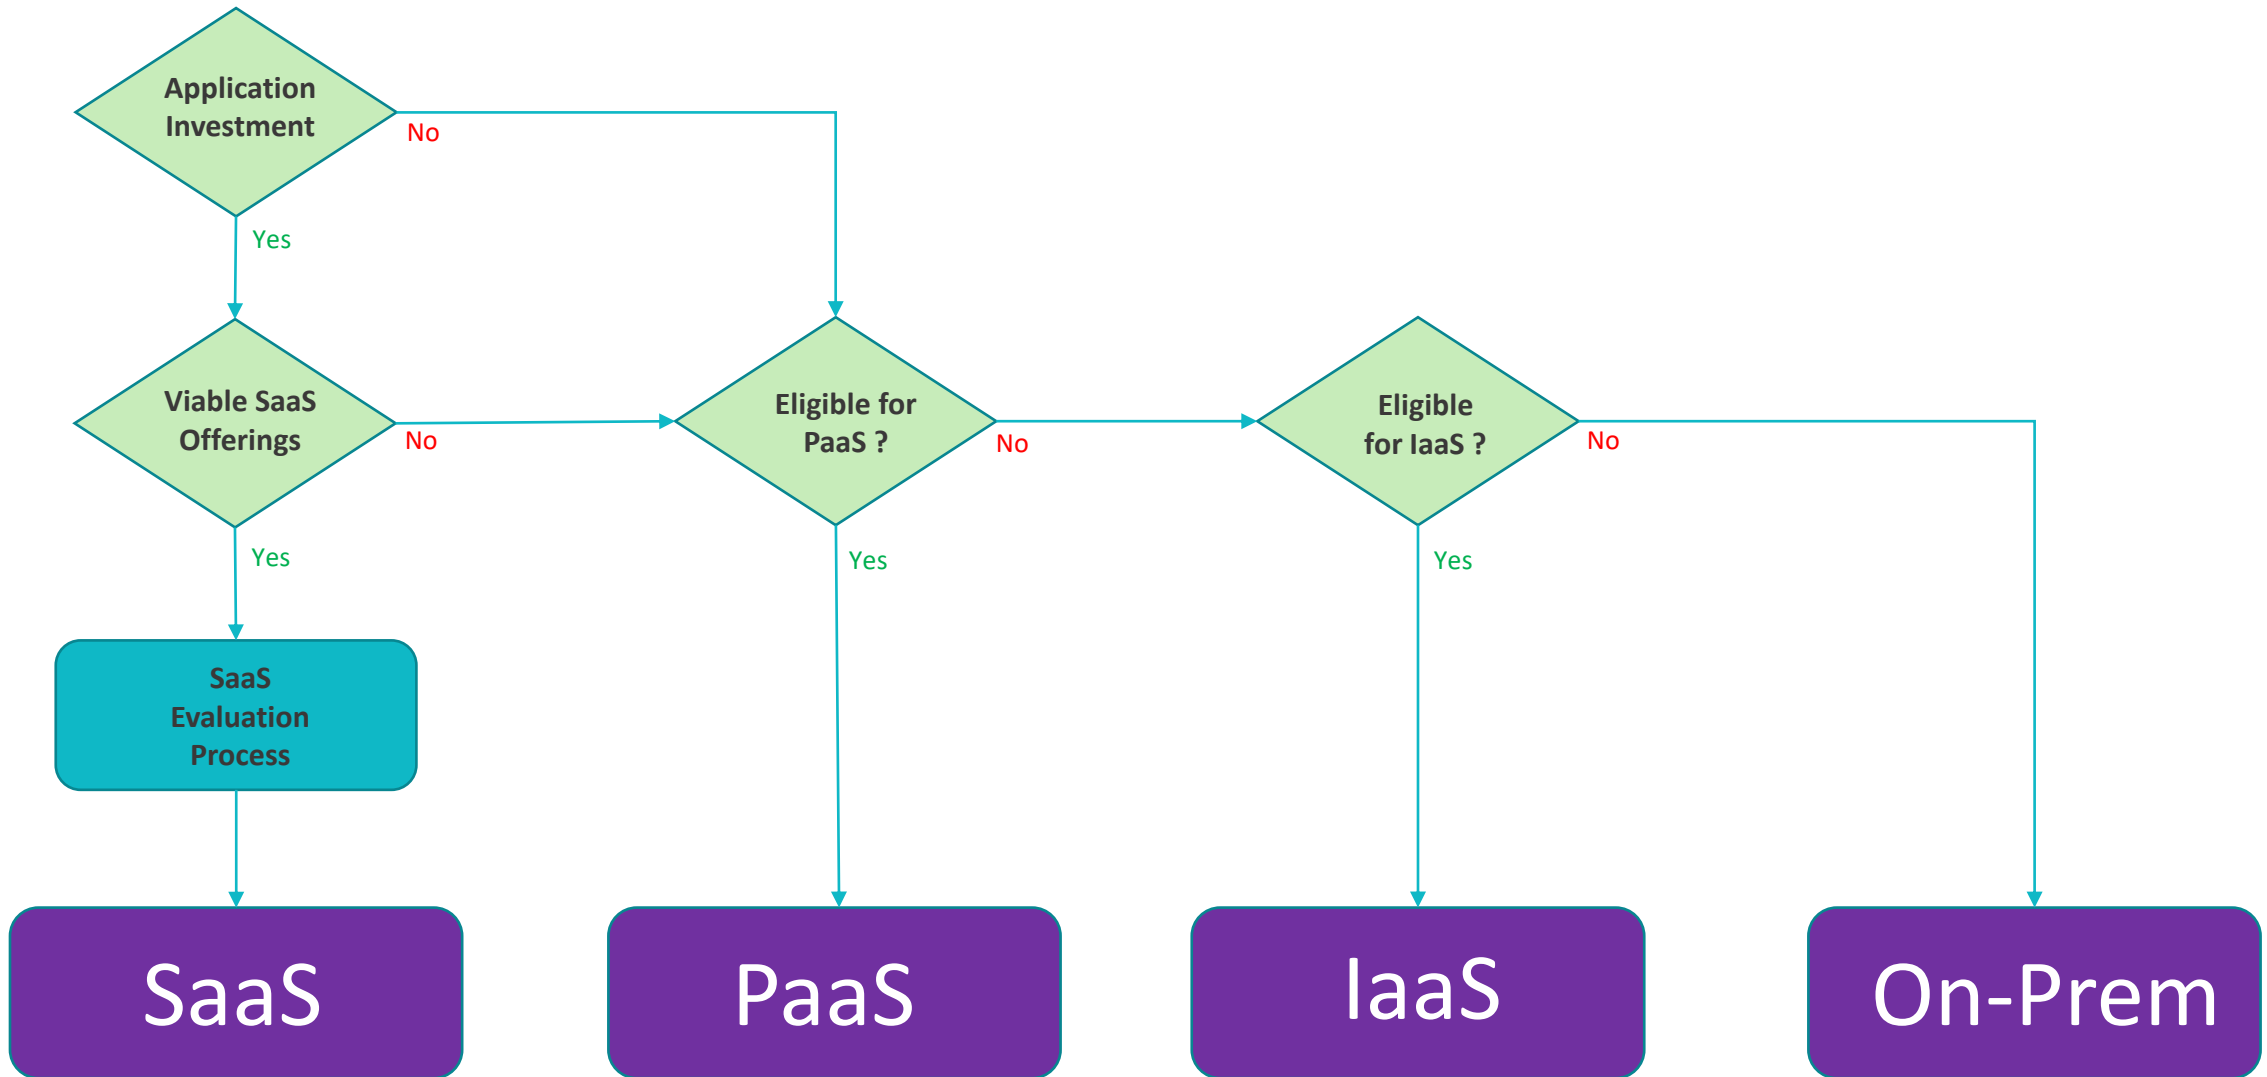 Application
Investment
No
Yes
Viable SaaS
Offerings
No
Eligible for
PaaS ?
No
Eligible
for IaaS ?
No
Yes
Yes
Yes
SaaS
Evaluation
Process
SaaS
PaaS
IaaS
On-Prem